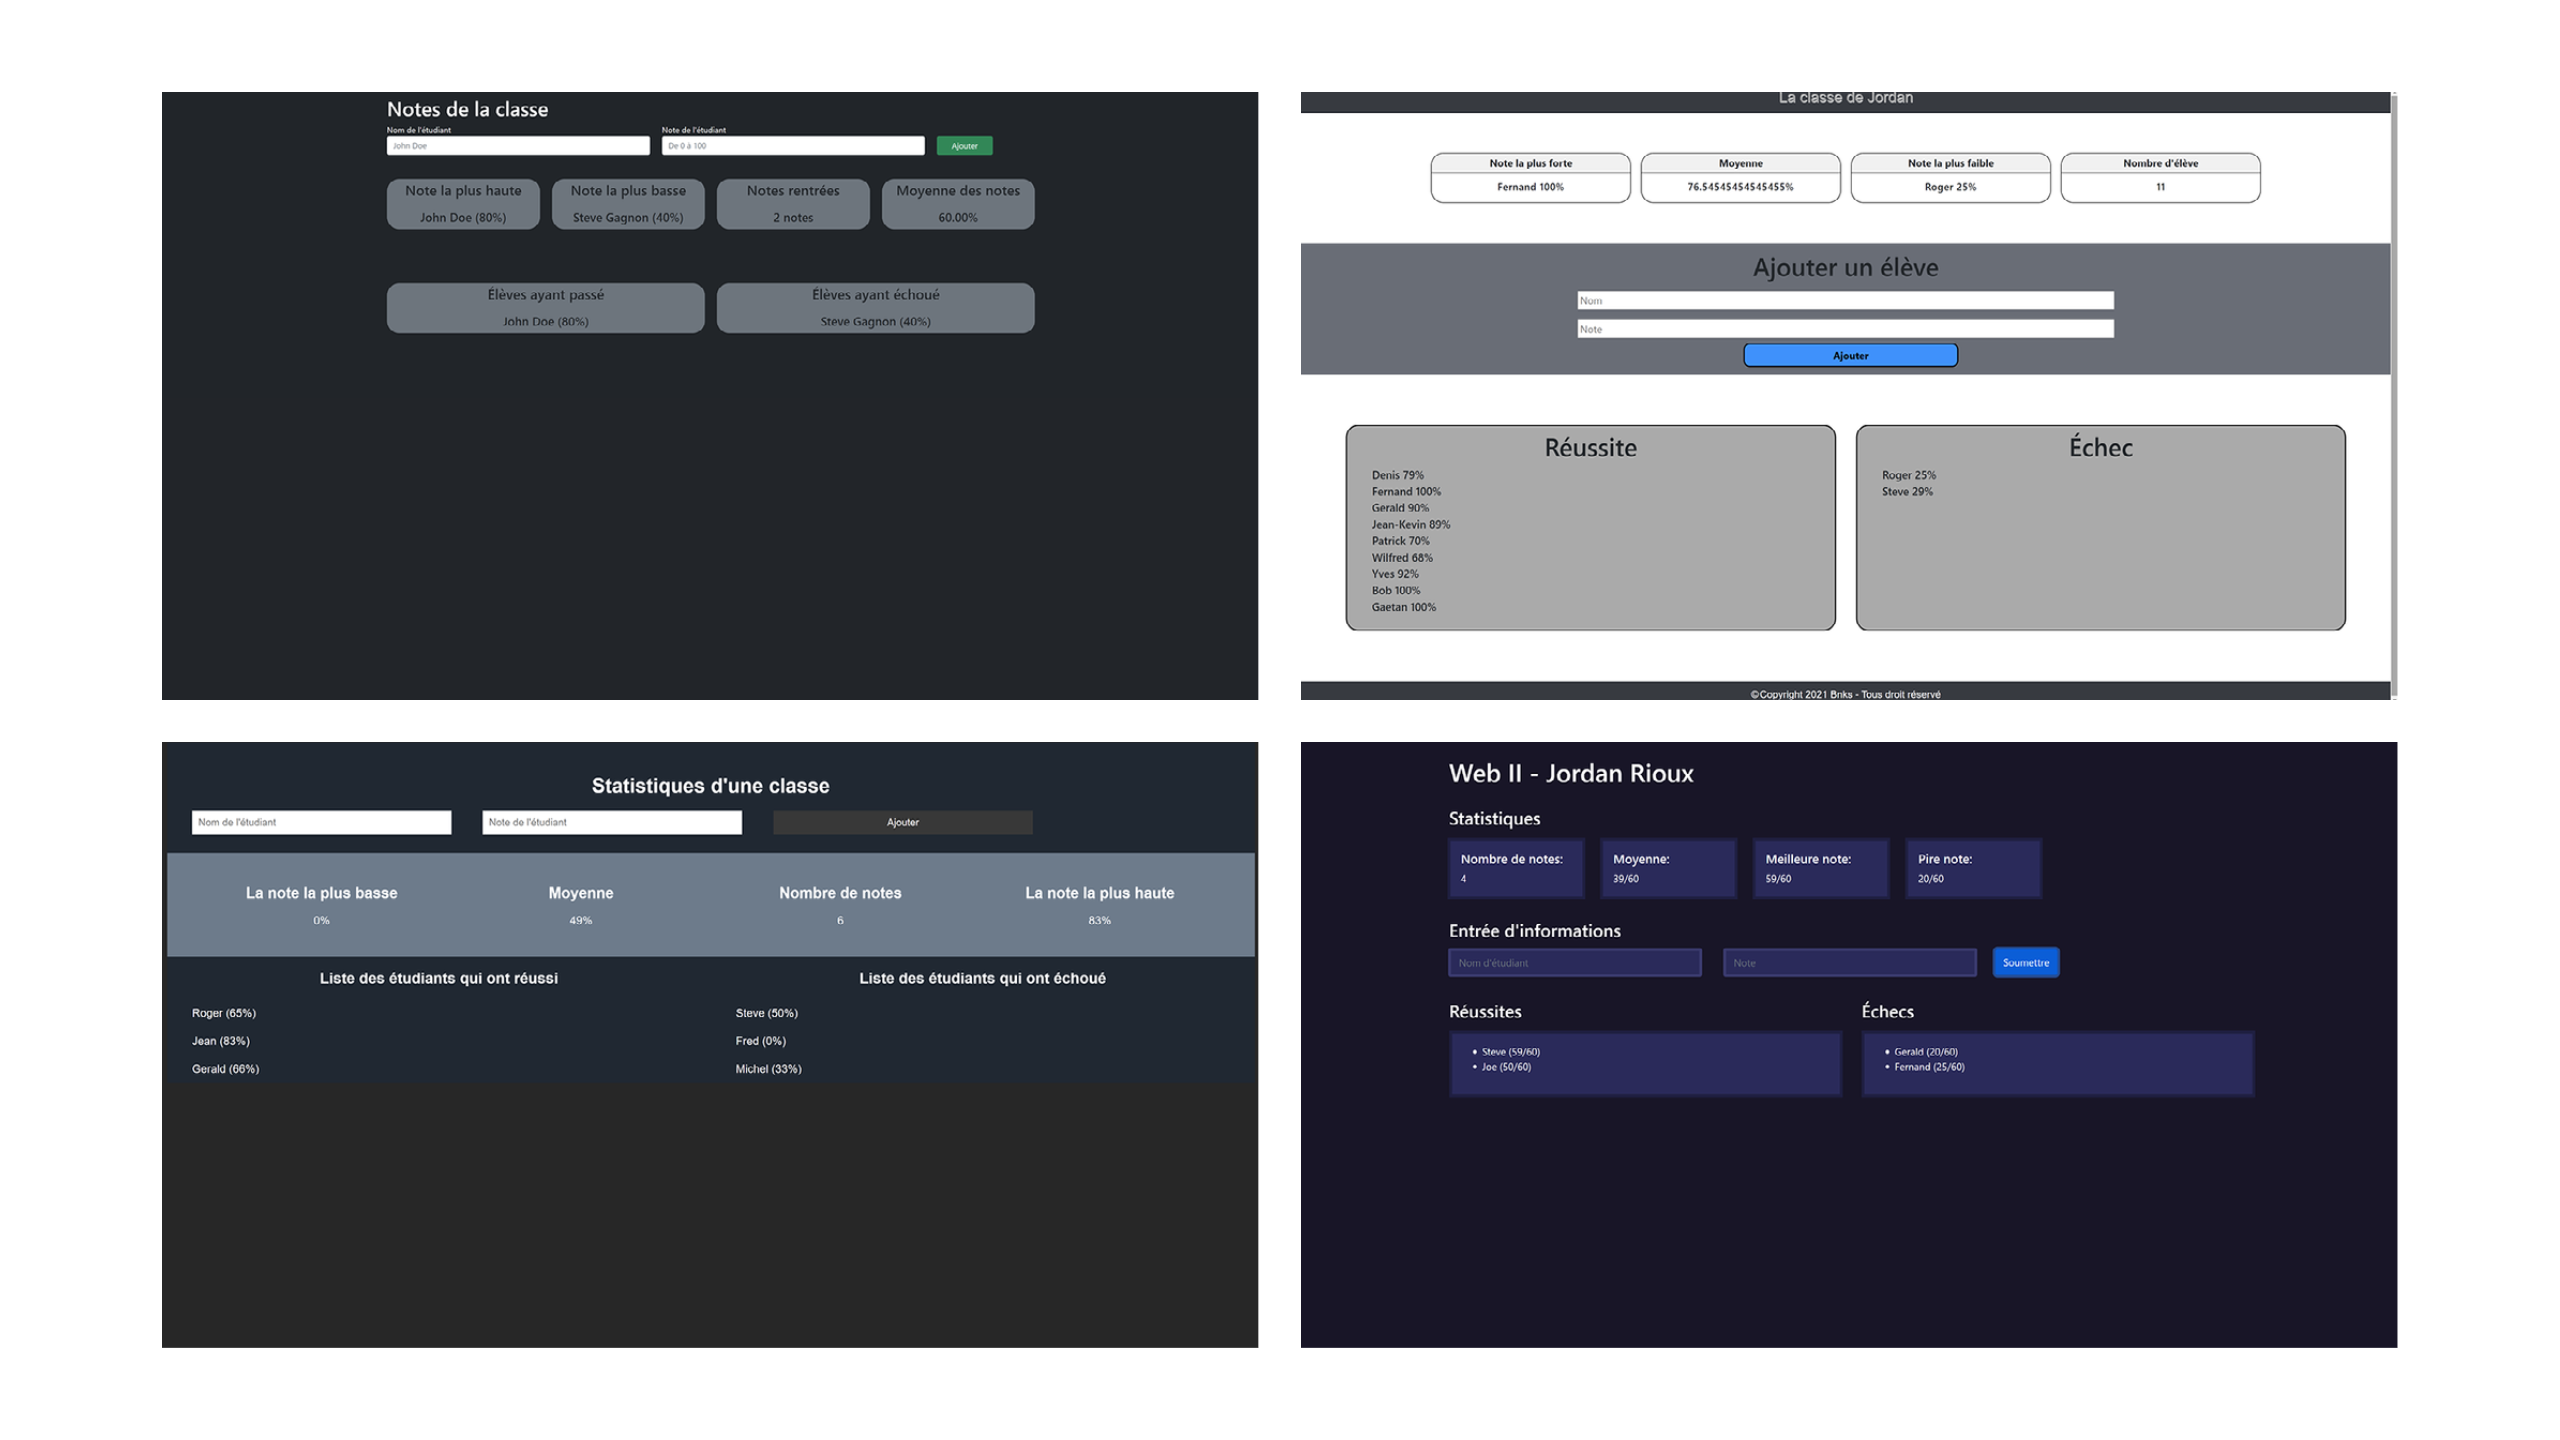 Notes de la classe
Nom de l'étudiant Note de l'étudiant
John Doe De 0 à 100 Ajouter
Note la plus haute Note la plus basse Notes rentrées Moyenne des notes
John Doe (80%) Steve Gagnon (40%) 2 notes 60.00%
Élèves ayant passé Élèves ayant échoué
John Doe (80%) Steve Gagnon (40%)
La classe de Jordan
Note la plus forte Moyenne Note la plus faible Nombre d'élève
Fernand 100% 76.54545454545455% Roger 25% 11
Ajouter un élève
Nom
Note
Ajouter
Réussite
Denis 79%
Fernand 100%
Gerald 90%
Jean-Kevin 89%
Patrick 70%
Wilfred 68%
Yves 92%
Bob 100%
Gaetan 100%
Échec
Roger 25%
Steve 29%
©Copyright 2021 Bnks - Tous droit réservé
Statistiques d'une classe
Nom de l'étudiant Note de l'étudiant Ajouter
La note la plus basse Moyenne Nombre de notes La note la plus haute
0% 49% 6 83%
Liste des étudiants qui ont réussi
Roger (65%)
Jean (83%)
Gerald (66%)
Liste des étudiants qui ont échoué
Steve (50%)
Fred (0%)
Michel (33%)
Web II - Jordan Rioux
Statistiques
Nombre de notes: Moyenne: Meilleure note: Pire note:
4 39/60 59/60 20/60
Entrée d'informations
Nom d'étudiant Note Soumettre
Réussites
• Steve (59/60)
• Joe (50/60)
Échecs
• Gerald (20/60)
• Fernand (25/60)